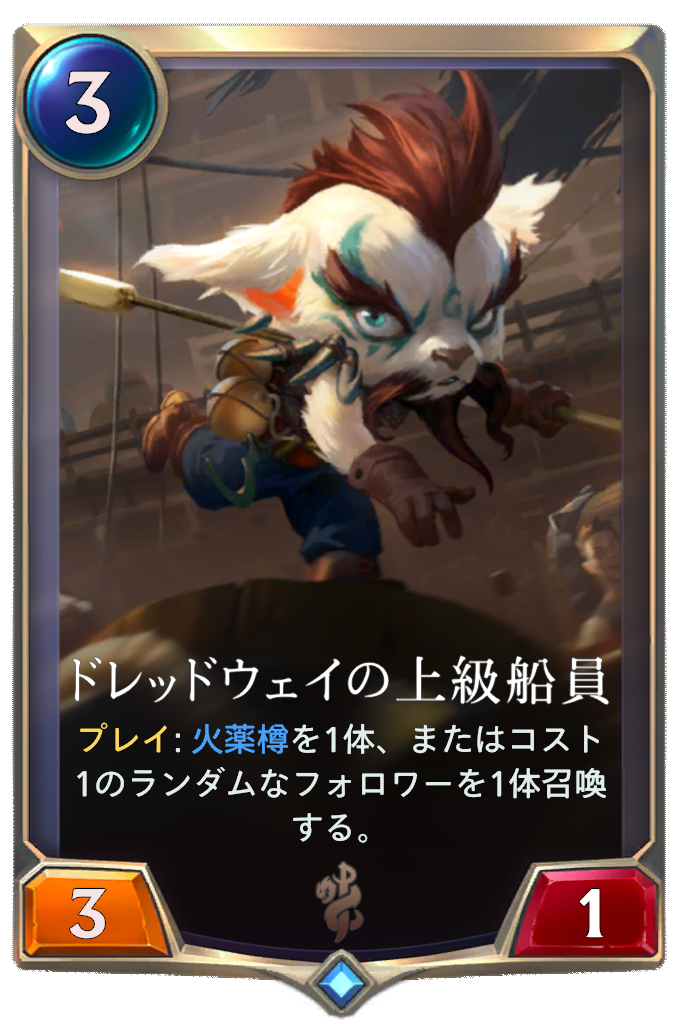 3
ドレッドウェイの上級船員
プレイ: 火薬樽を1体、またはコスト
1のランダムなフォロワーを1体召喚
する。
3
1